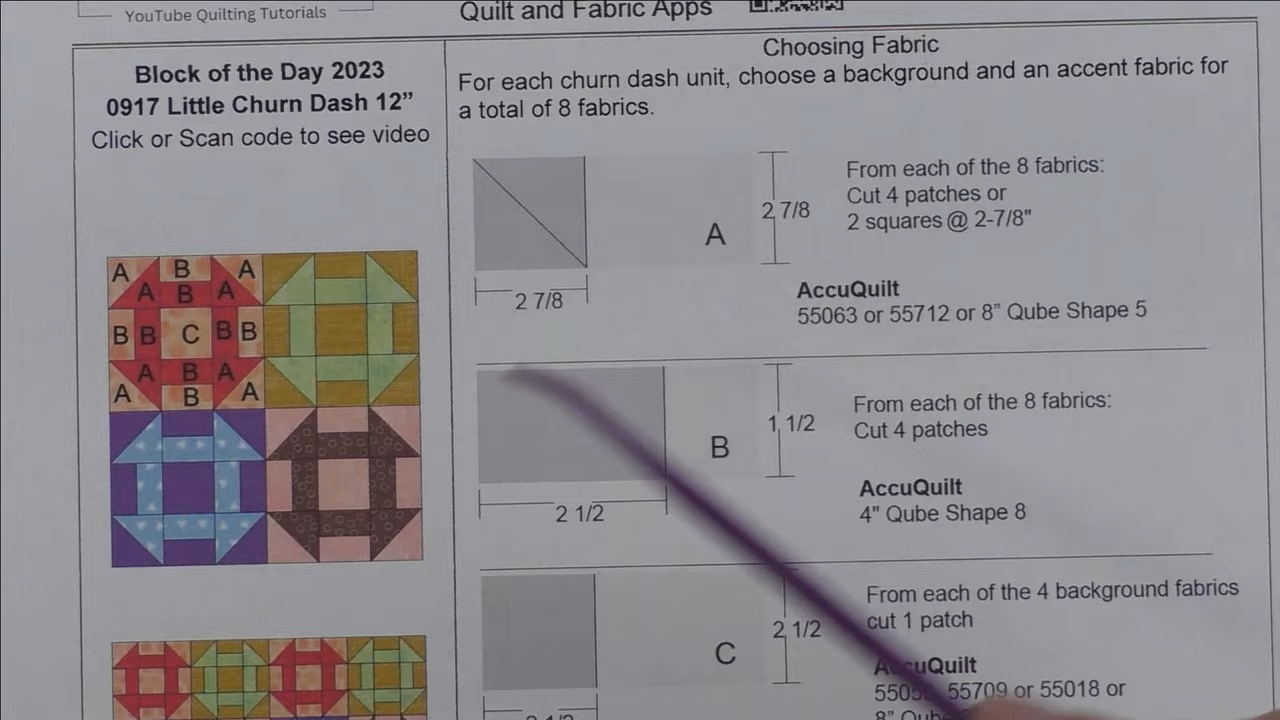 YouTube Quilting Tutorials
Quilt and Fabric Apps
Block of the Day 2023
0917 Little Churn Dash 12”
Click or Scan code to see video
A B A
A B A
B B C B B
A B A
A B A
Choosing Fabric
For each churn dash unit, choose a background and an accent fabric for
a total of 8 fabrics.
A
2 7/8
2 7/8
From each of the 8 fabrics:
Cut 4 patches or
2 squares @ 2-7/8"
AccuQuilt
55063 or 55712 or 8” Qube Shape 5
B
1 1/2
2 1/2
From each of the 8 fabrics:
Cut 4 patches
AccuQuilt
4" Qube Shape 8
C
2 1/2
From each of the 4 background fabrics
cut 1 patch
AccuQuilt
55709 or 55018 or
8”